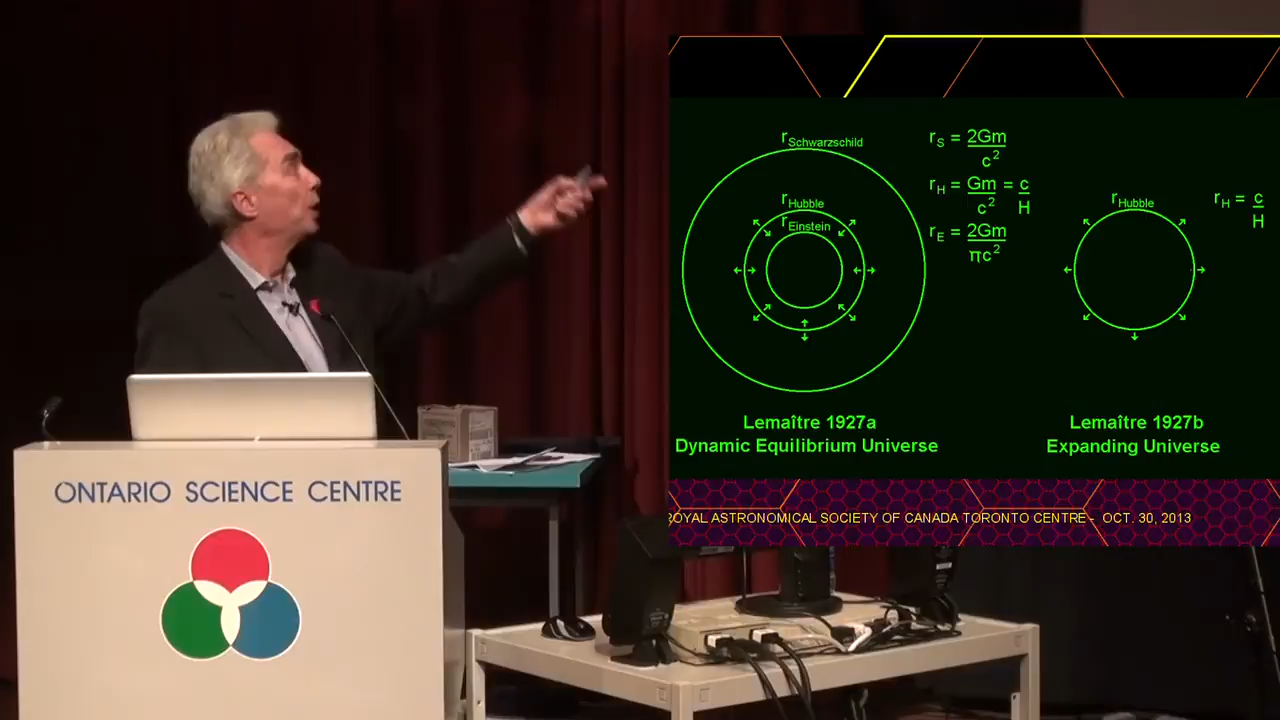 ONTARIO SCIENCE CENTRE
rSchwarzschild
rHubble
rEinstein
rS = 2Gm
c2
rH = Gm = c
c2 H
rE = 2Gm
πc2
rHubble
rH = c
H
Lemaître 1927a
Dynamic Equilibrium Universe
Lemaître 1927b
Expanding Universe
ROYAL ASTRONOMICAL SOCIETY OF CANADA TORONTO CENTRE - OCT. 30, 2013